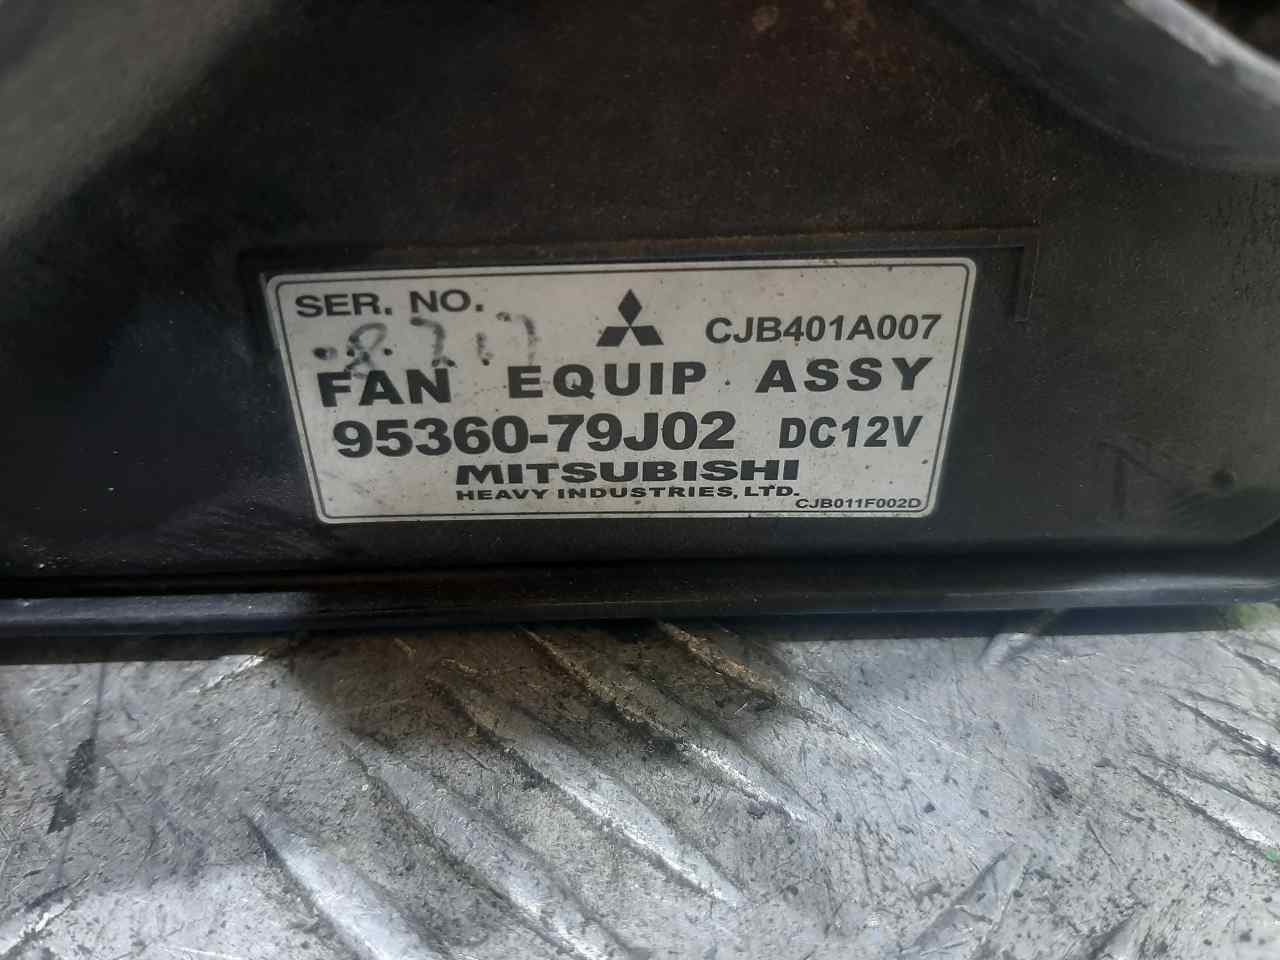 SER. NO.
CJB401A007
FAN EQUIP ASSY
95360-79J02 DC12V
MITSUBISHI
HEAVY INDUSTRIES, LTD.
CJB011F002D